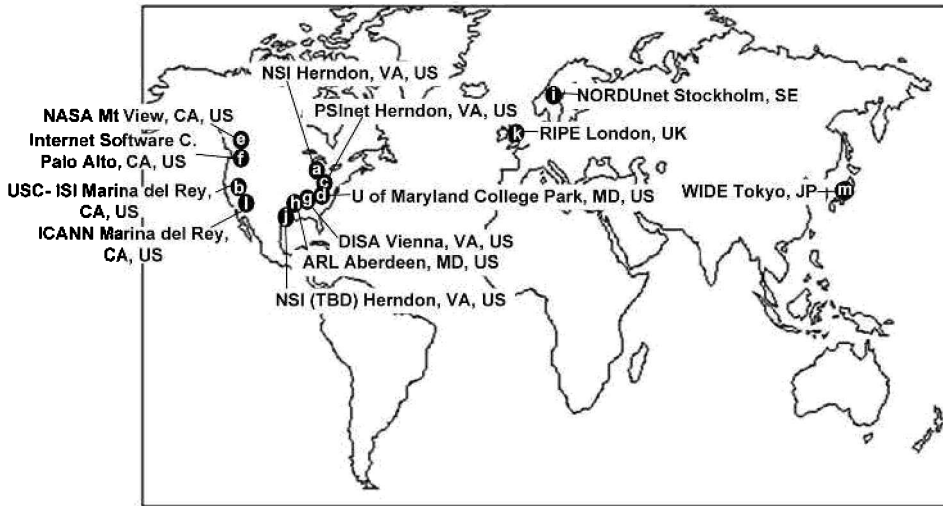 NSI Herndon, VA, US
PSInet Herndon, VA, US
i
NORDUnet Stockholm, SE
NASA Mt View, CA, US
e
k
RIPE London, UK
Internet Software C.
Palo Alto, CA, US
f
a
c
USC- ISI Marina del Rey,
CA, US
b
l
h
g
d
U of Maryland College Park, MD, US
WIDE Tokyo, JP
m
j
ICANN Marina del Rey,
CA, US
DISA Vienna, VA, US
ARL Aberdeen, MD, US
NSI (TBD) Herndon, VA, US